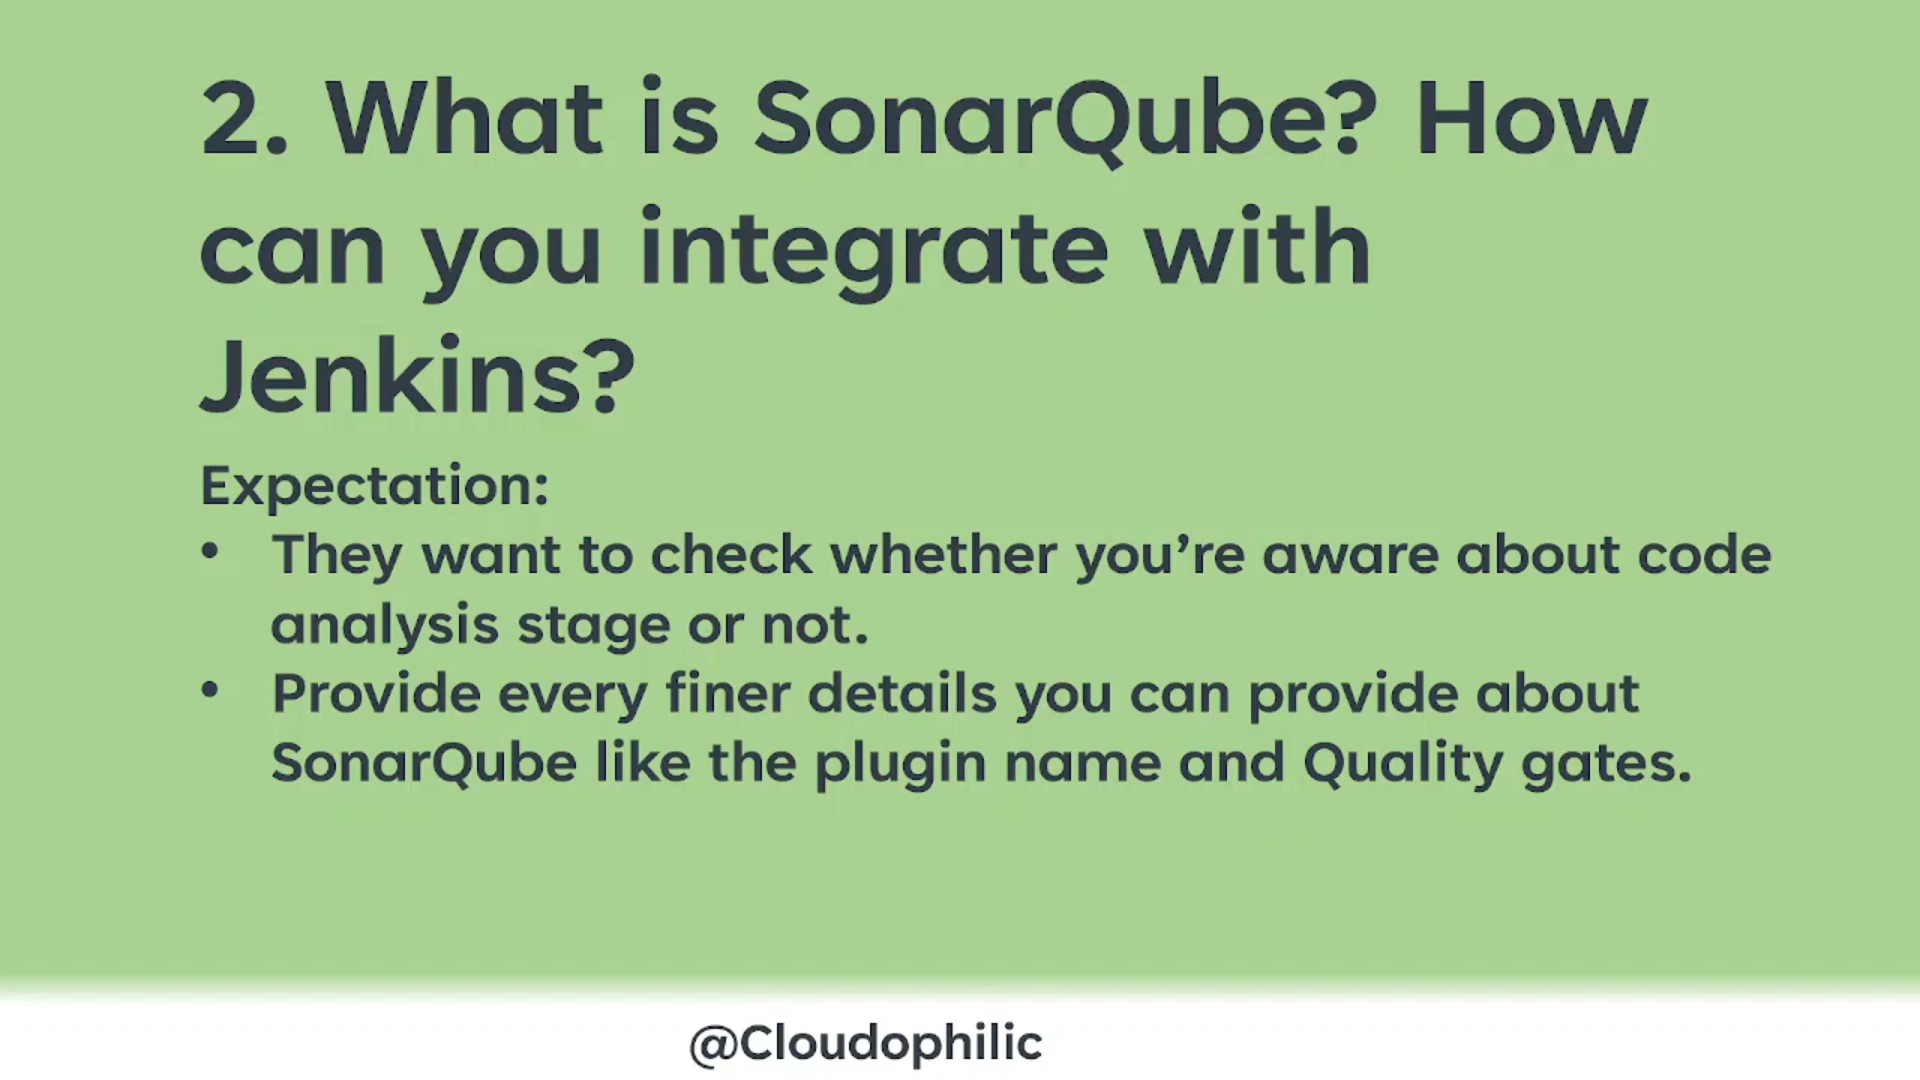 2. What is SonarQube? How
can you integrate with
Jenkins?
Expectation:
• They want to check whether you’re aware about code
analysis stage or not.
• Provide every finer details you can provide about
SonarQube like the plugin name and Quality gates.
@Cloudophilic